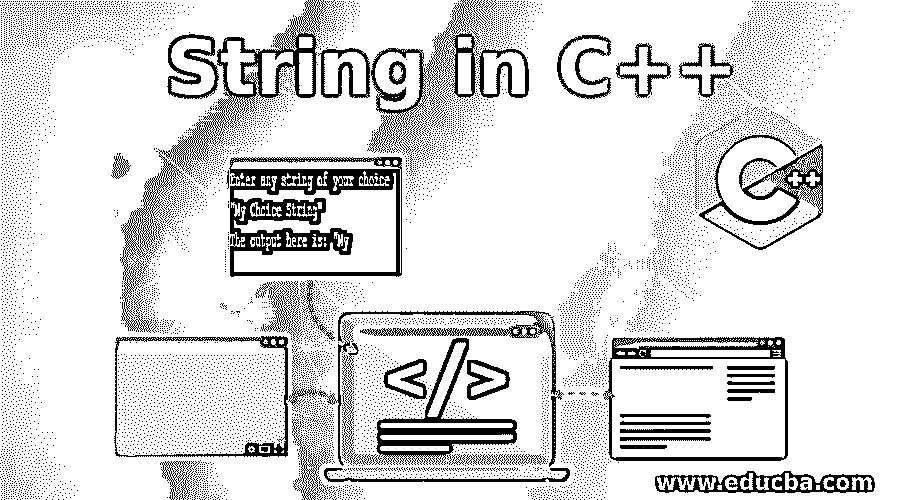 String in C++
C++
Enter any string of your choice)
"My Choice String"
The output here is: "My
</>
www.educba.com